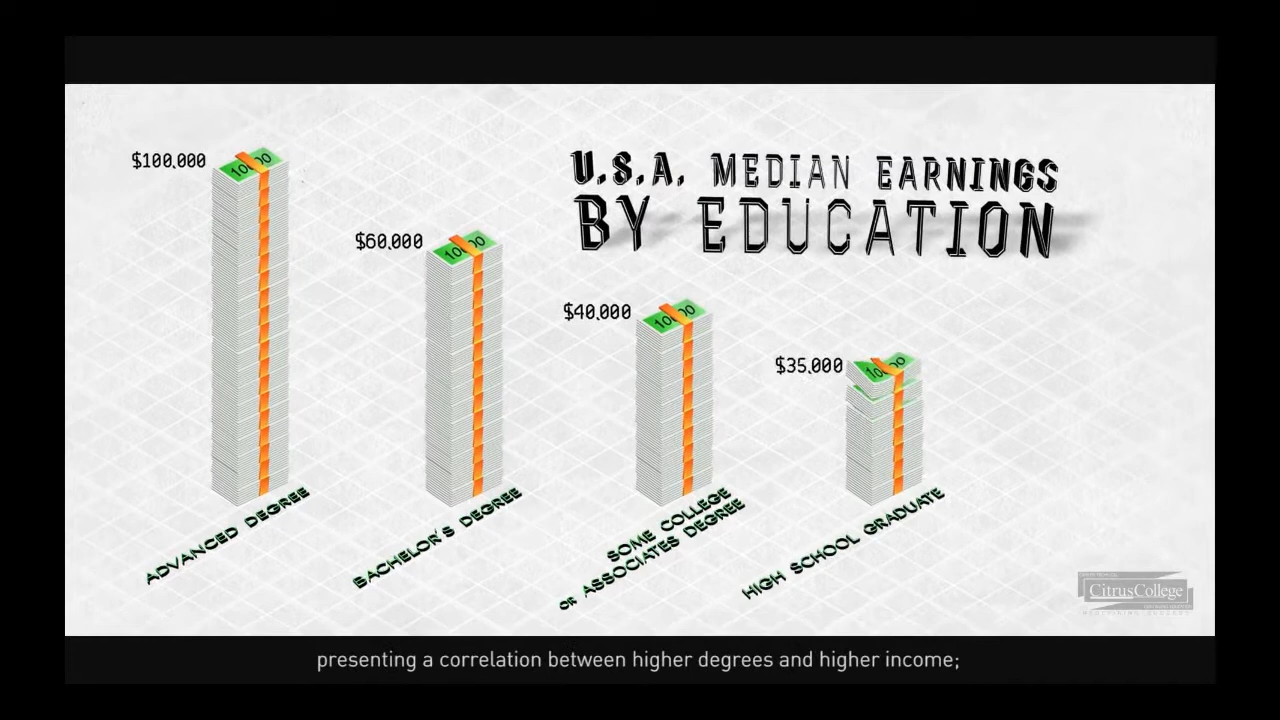 U.S.A. MEDIAN EARNINGS
BY EDUCATION
$100,000
$60,000
$40,000
$35,000
ADVANCED DEGREE
BACHELOR'S DEGREE
SOME COLLEGE
OR ASSOCIATES DEGREE
HIGH SCHOOL GRADUATE
CitrusCollege
presenting a correlation between higher degrees and higher income;